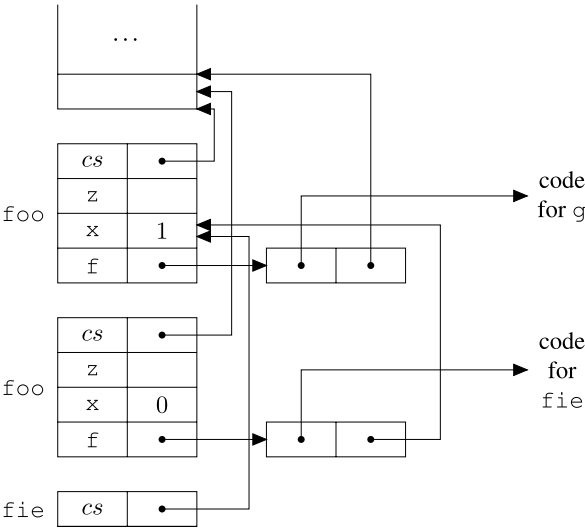 ...
cs
z
foo
x 1
f
code
for g
cs
z
foo
x 0
f
code
for
fie
fie cs